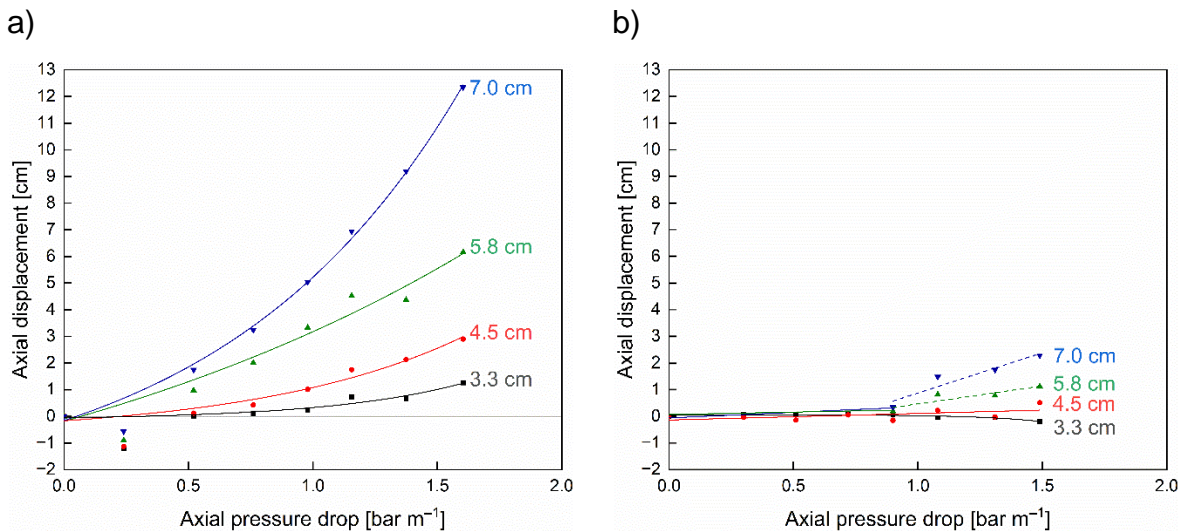 a)
13
12
11
10
9
8
7
6
5
4
3
2
1
0
−1
−2
0.0 0.5 1.0 1.5 2.0
Axial displacement [cm]
Axial pressure drop [bar m⁻¹]
7.0 cm
5.8 cm
4.5 cm
3.3 cm
b)
13
12
11
10
9
8
7
6
5
4
3
2
1
0
−1
−2
0.0 0.5 1.0 1.5 2.0
Axial displacement [cm]
Axial pressure drop [bar m⁻¹]
7.0 cm
5.8 cm
4.5 cm
3.3 cm